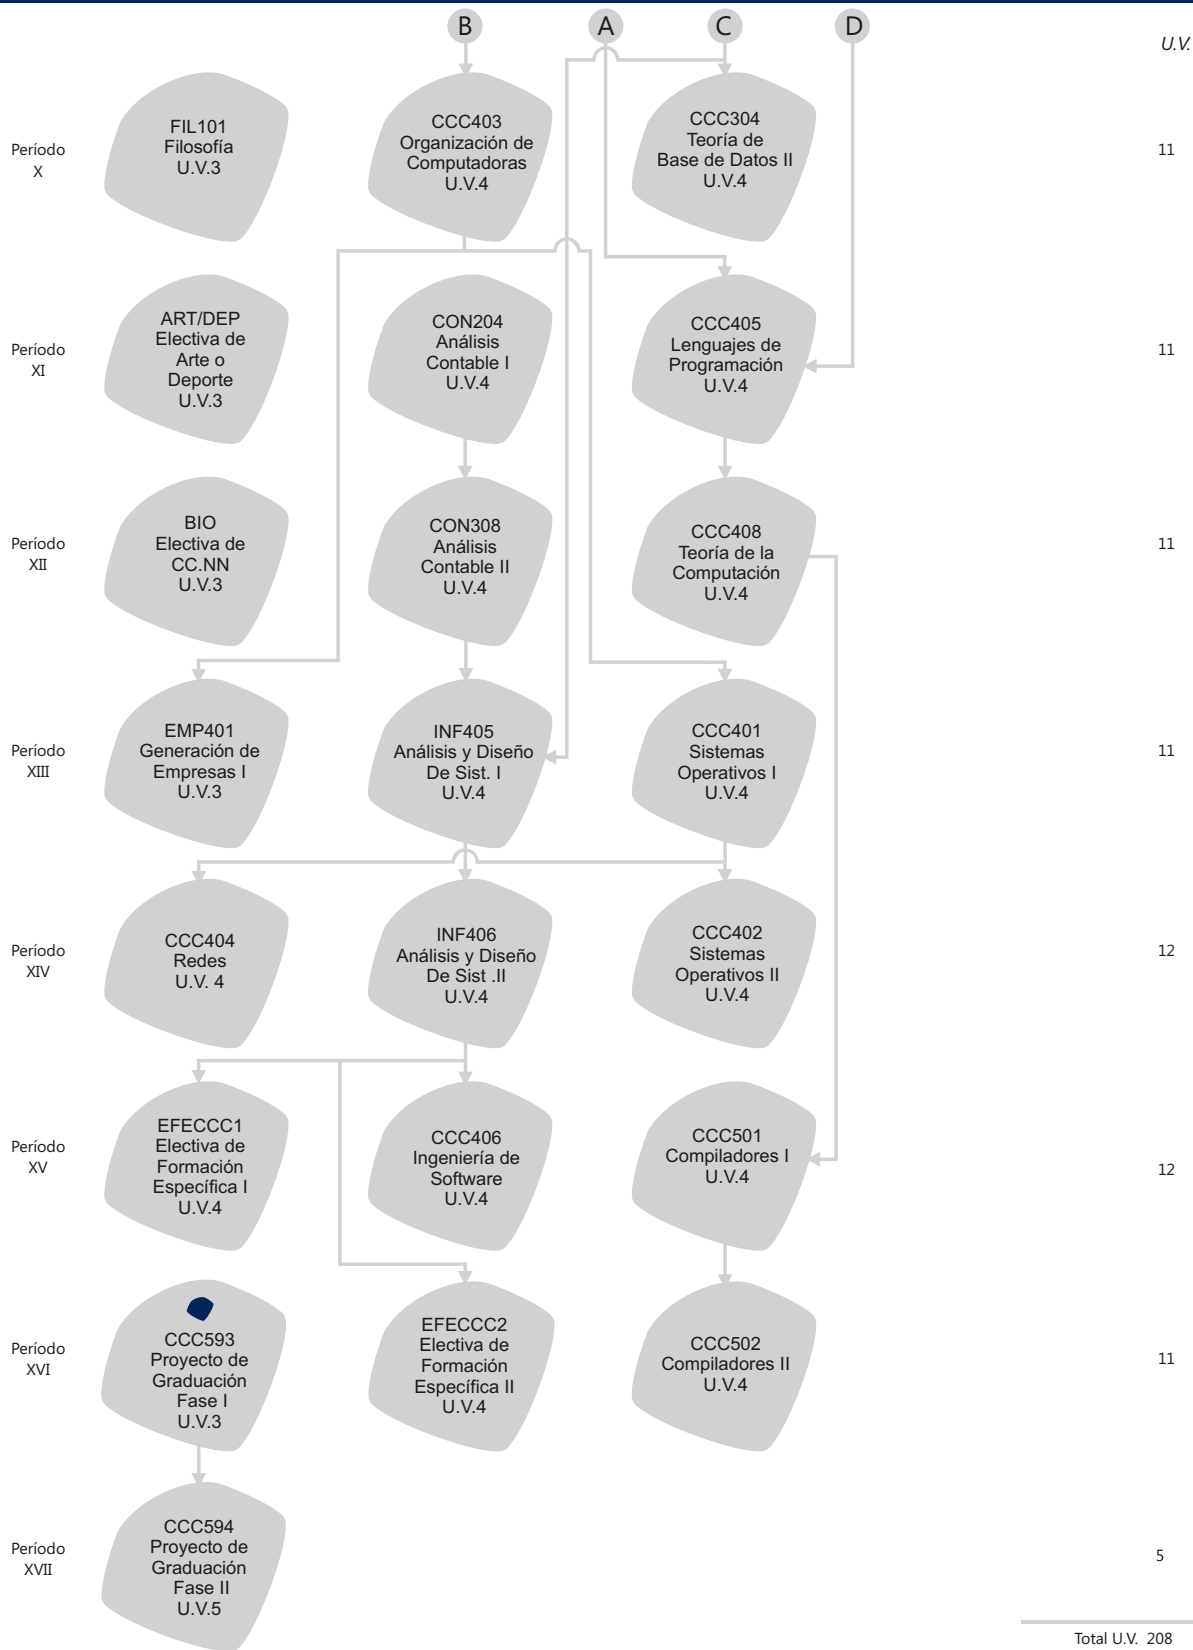 B
A
C
D
U.V.
Período
X
FIL101
Filosofía
U.V.3
CCC403
Organización de
Computadoras
U.V.4
CCC304
Teoría de
Base de Datos II
U.V.4
11
Período
XI
ART/DEP
Electiva de
Arte o
Deporte
U.V.3
CON204
Análisis
Contable I
U.V.4
CCC405
Lenguajes de
Programación
U.V.4
11
Período
XII
BIO
Electiva de
CC.NN
U.V.3
CON308
Análisis
Contable II
U.V.4
CCC408
Teoría de la
Computación
U.V.4
11
Período
XIII
EMP401
Generación de
Empresas I
U.V.3
INF405
Análisis y Diseño
De Sist. I
U.V.4
CCC401
Sistemas
Operativos I
U.V.4
11
Período
XIV
CCC404
Redes
U.V. 4
INF406
Análisis y Diseño
De Sist .II
U.V.4
CCC402
Sistemas
Operativos II
U.V.4
12
Período
XV
EFECCC1
Electiva de
Formación
Específica I
U.V.4
CCC406
Ingeniería de
Software
U.V.4
CCC501
Compiladores I
U.V.4
12
Período
XVI
CCC593
Proyecto de
Graduación
Fase I
U.V.3
EFECCC2
Electiva de
Formación
Específica II
U.V.4
CCC502
Compiladores II
U.V.4
11
Período
XVII
CCC594
Proyecto de
Graduación
Fase II
U.V.5
5
Total U.V. 208